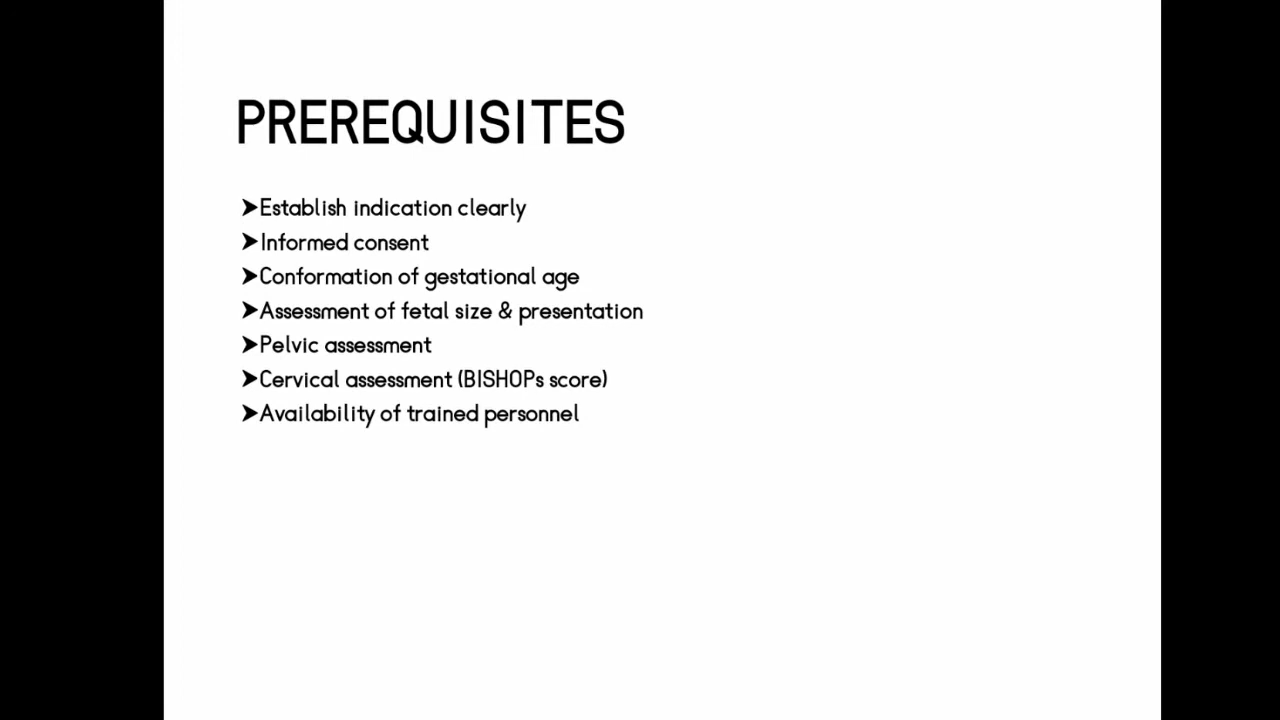 PREREQUISITES
➤Establish indication clearly
➤Informed consent
➤Conformation of gestational age
➤Assessment of fetal size & presentation
➤Pelvic assessment
➤Cervical assessment (BISHOPs score)
➤Availability of trained personnel